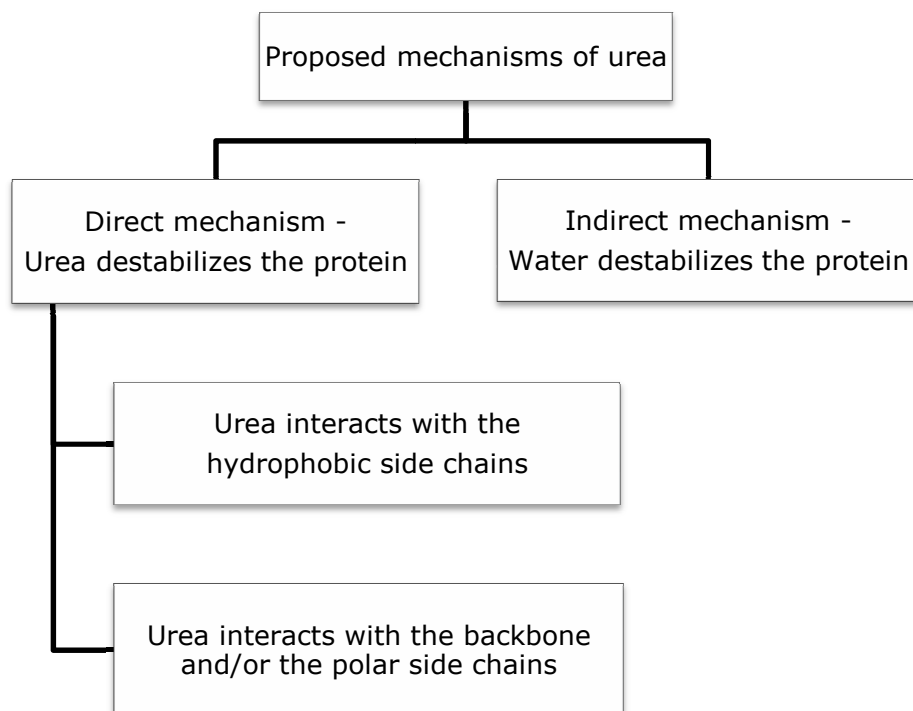 Proposed mechanisms of urea
Direct mechanism -
Urea destabilizes the protein
Indirect mechanism -
Water destabilizes the protein
Urea interacts with the
hydrophobic side chains
Urea interacts with the backbone
and/or the polar side chains